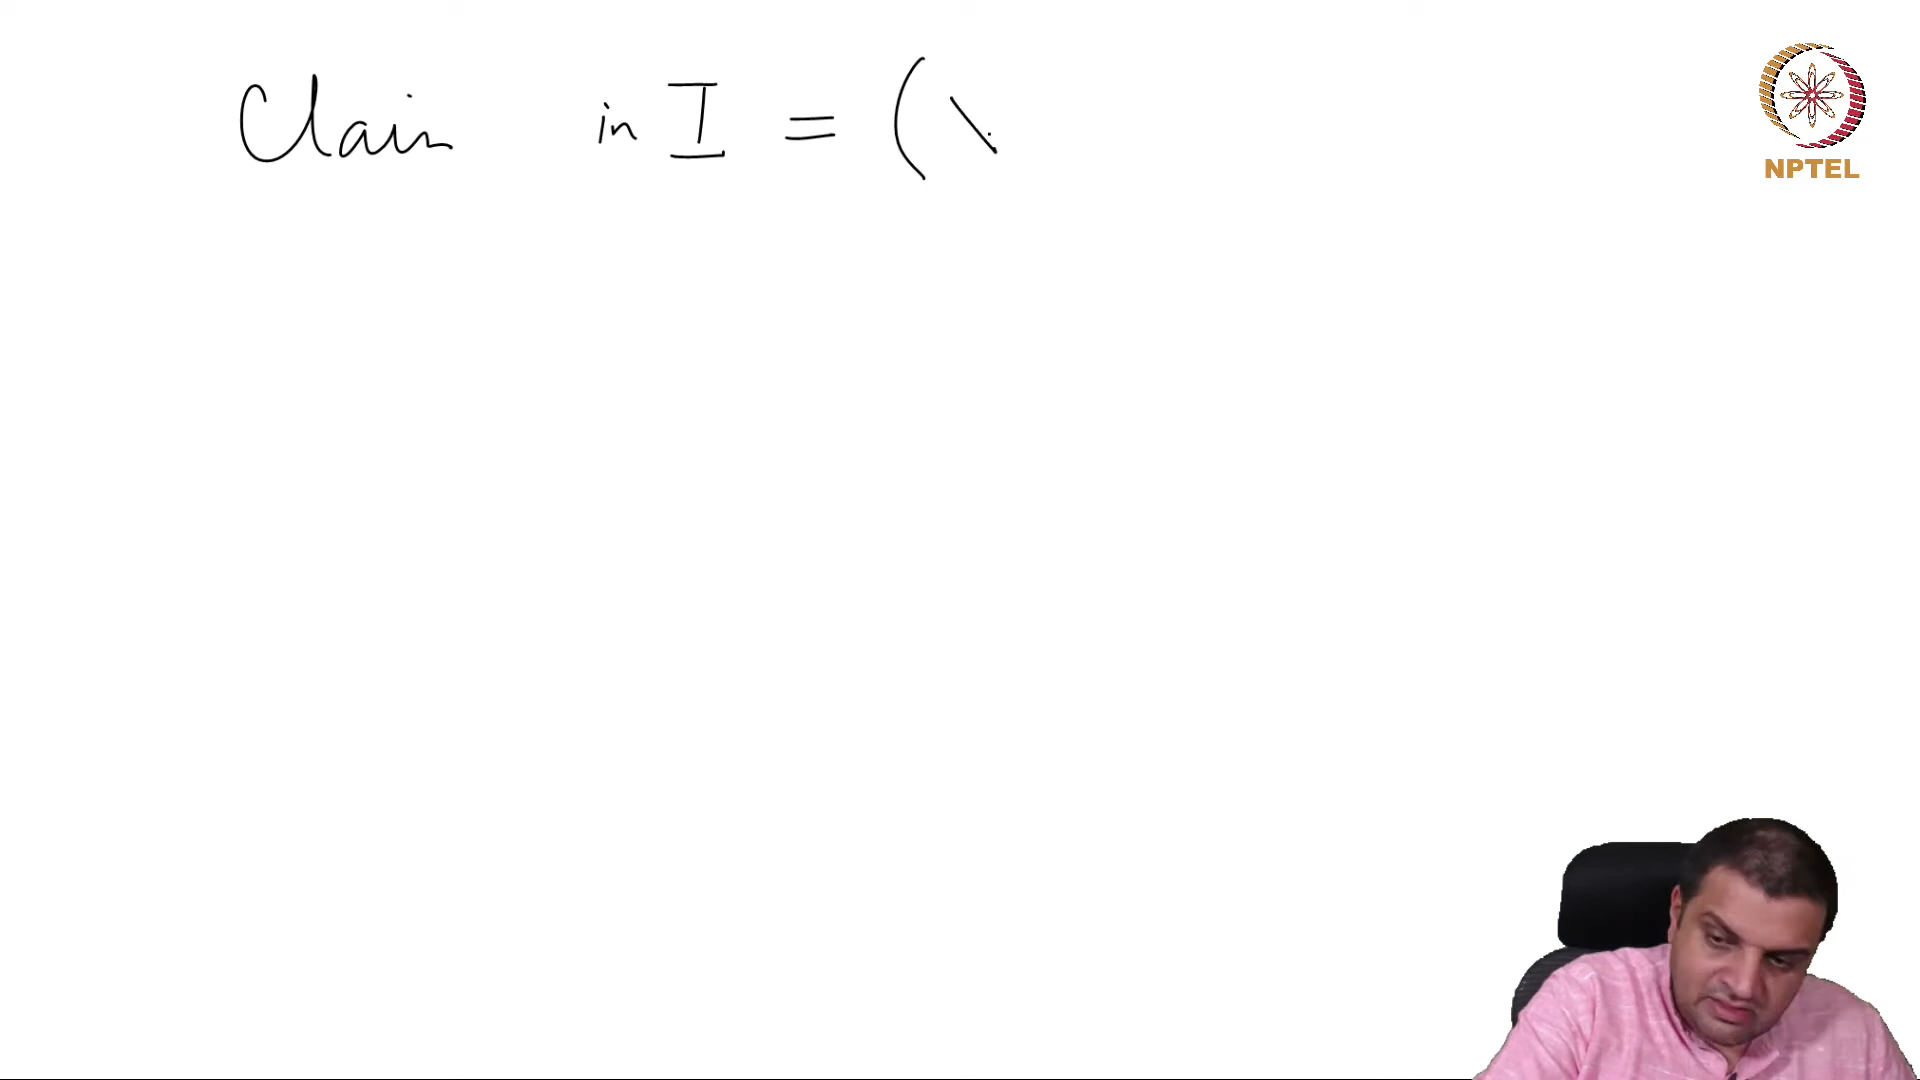 Claim in I = (\
NPTEL